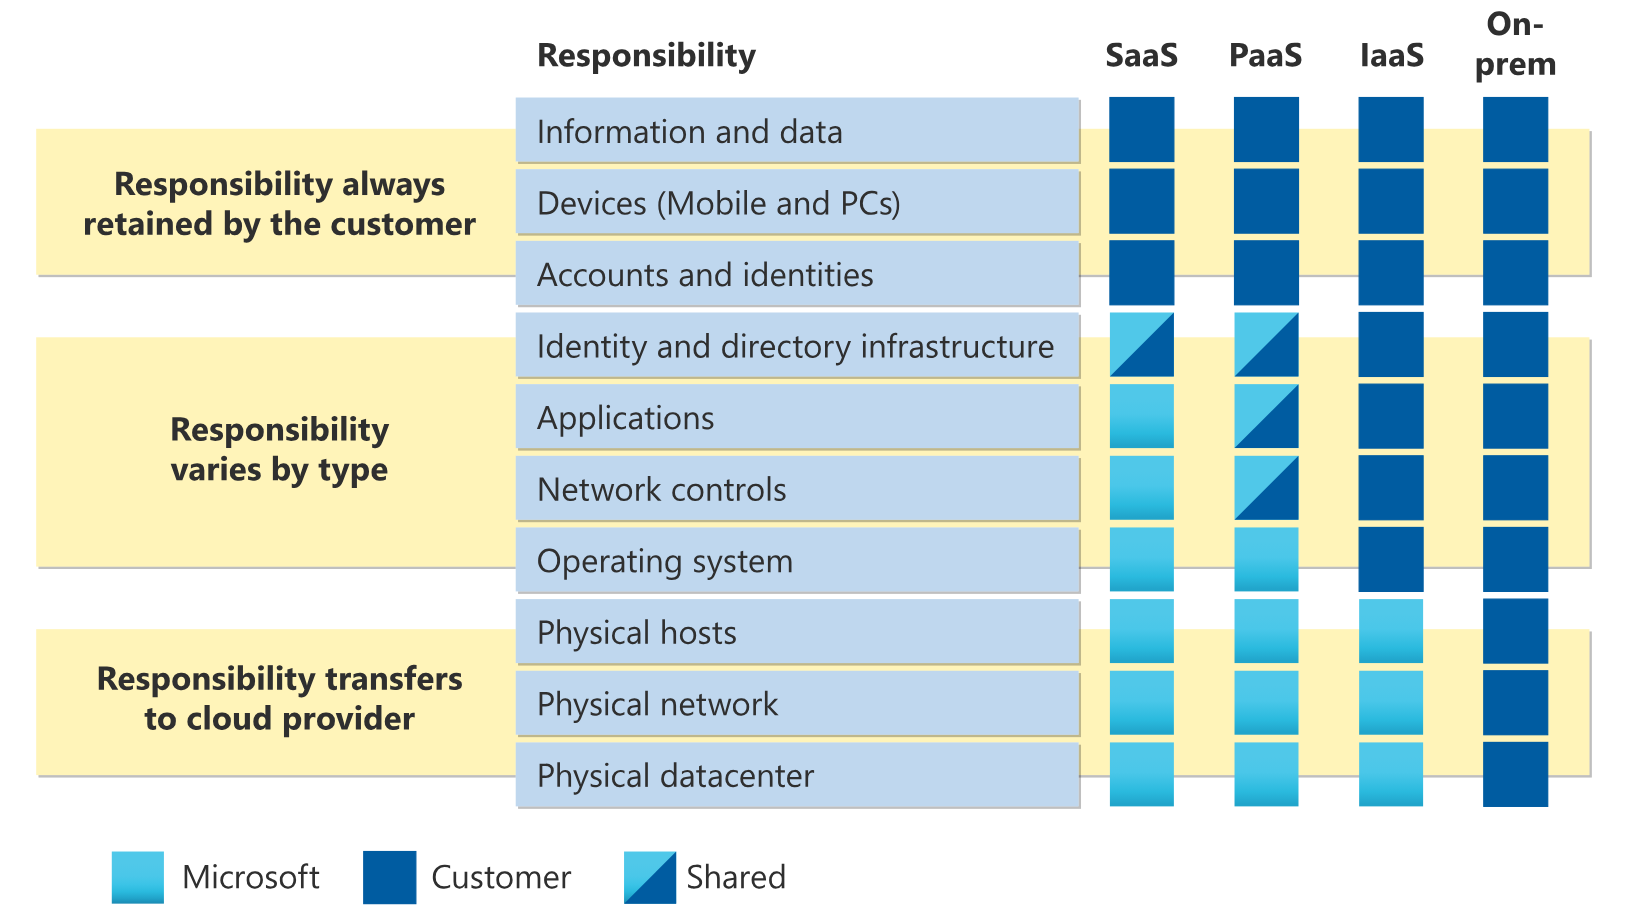 Responsibility SaaS PaaS IaaS On-
prem
Responsibility always
retained by the customer
Information and data
Devices (Mobile and PCs)
Accounts and identities
Responsibility
varies by type
Identity and directory infrastructure
Applications
Network controls
Operating system
Responsibility transfers
to cloud provider
Physical hosts
Physical network
Physical datacenter
Microsoft Customer Shared